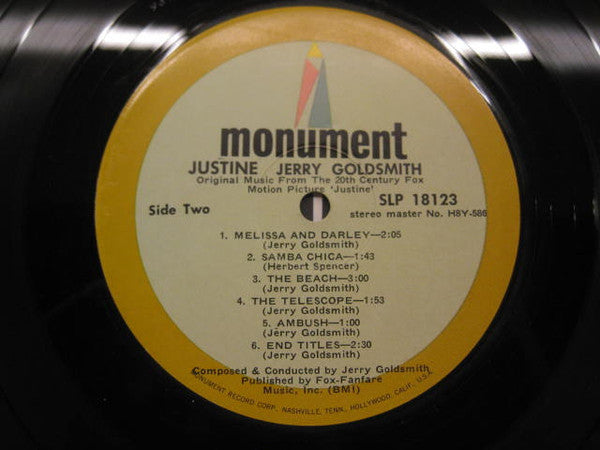 monument
JUSTINE JERRY GOLDSMITH
Original Music From The 20th Century Fox
Motion Picture 'Justine'
Side Two
SLP 18123
stereo master No. H8Y-586
1. MELISSA AND DARLEY—2:05
(Jerry Goldsmith)
2. SAMBA CHICA—1:43
(Herbert Spencer)
3. THE BEACH—3:00
(Jerry Goldsmith)
4. THE TELESCOPE—1:53
(Jerry Goldsmith)
5. AMBUSH—1:00
(Jerry Goldsmith)
6. END TITLES—2:30
(Jerry Goldsmith)
Composed & Conducted by Jerry Goldsmith
Published by Fox-Fanfare
Music, Inc. (BMI)
MONUMENT RECORD CORP., NASHVILLE, TENN., HOLLYWOOD, CALIF., U.S.A.